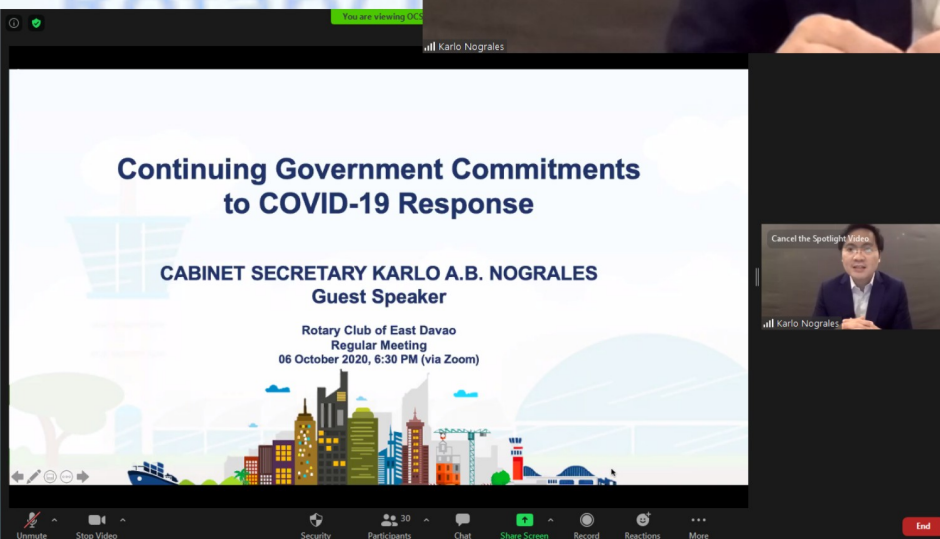 You are viewing OCS
Karlo Nograles
Continuing Government Commitments
to COVID-19 Response
CABINET SECRETARY KARLO A.B. NOGRALES
Guest Speaker
Rotary Club of East Davao
Regular Meeting
06 October 2020, 6:30 PM (via Zoom)
Cancel the Spotlight Video
Karlo Nograles
30
Unmute
Stop Video
Security
Participants
Chat
Share Screen
Record
Reactions
More
End